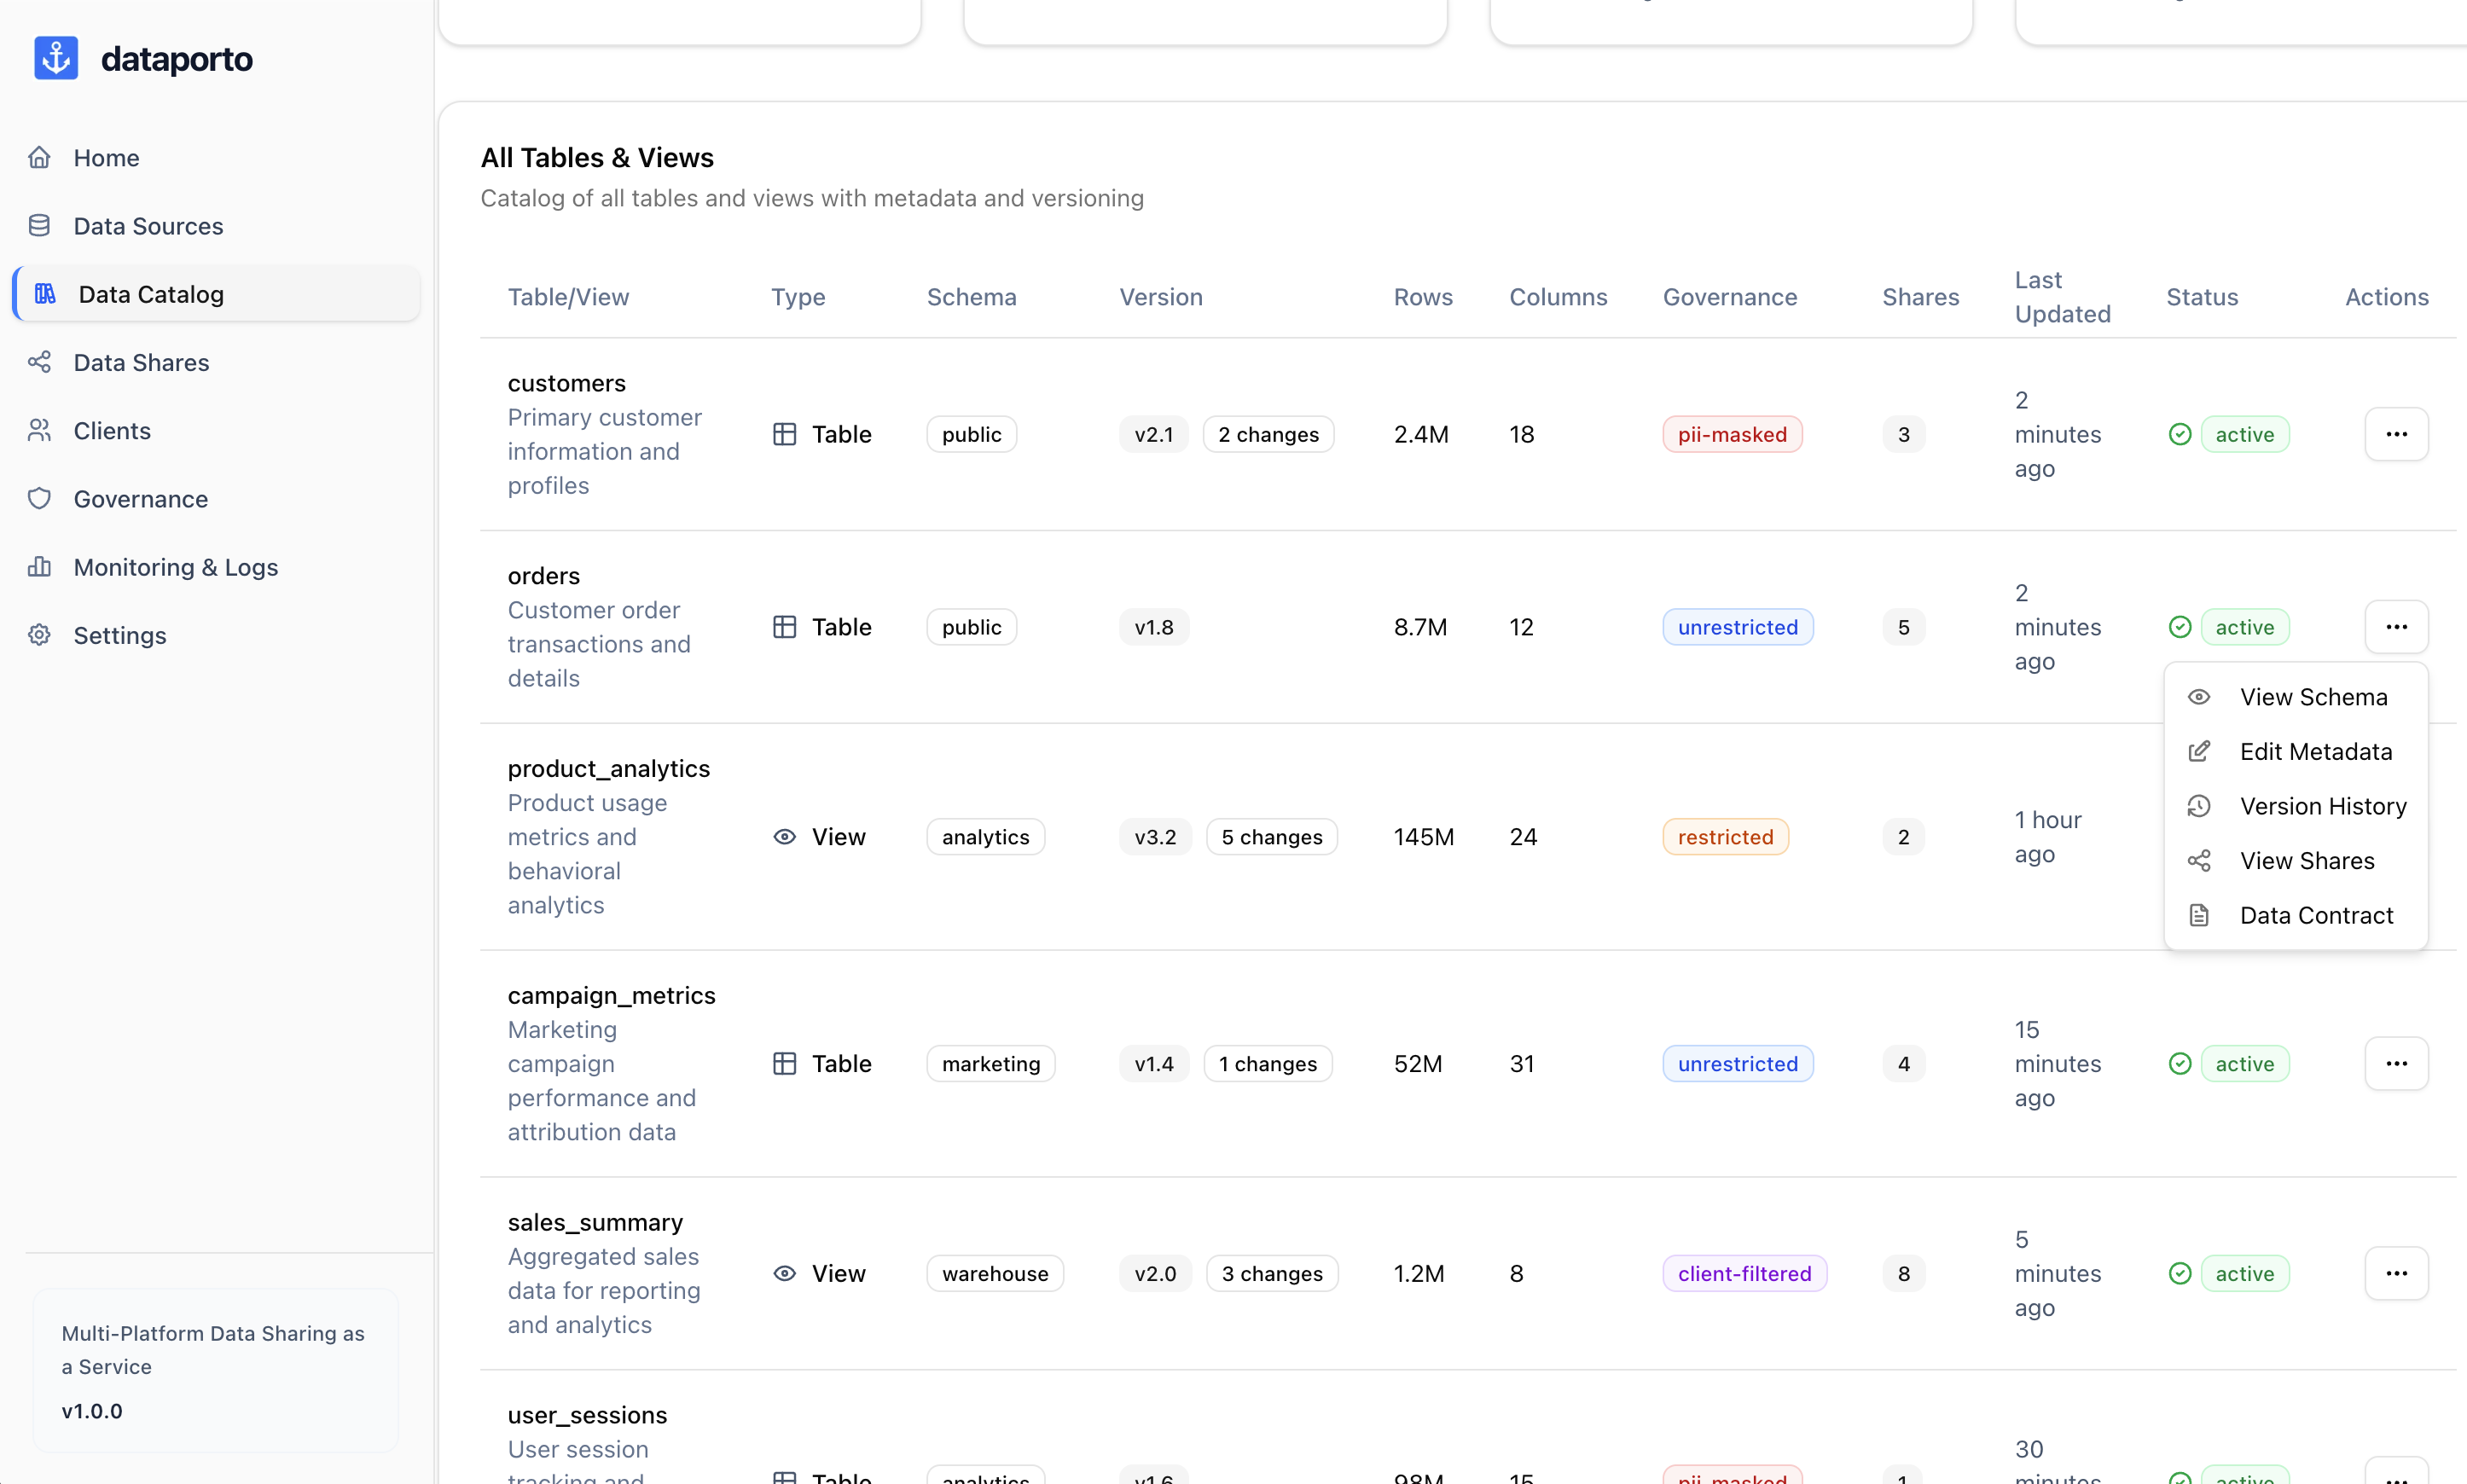 dataporto
Home
Data Sources
Data Catalog
Data Shares
Clients
Governance
Monitoring & Logs
Settings
Multi-Platform Data Sharing as
a Service
v1.0.0
All Tables & Views
Catalog of all tables and views with metadata and versioning
Table/View Type Schema Version Rows Columns Governance Shares Last Updated Status Actions
customers
Primary customer
information and
profiles
Table public v2.1 2 changes 2.4M 18 pii-masked 3
2
minutes
ago
active
orders
Customer order
transactions and
details
Table public v1.8 8.7M 12 unrestricted 5
2
minutes
ago
active
View Schema
Edit Metadata
Version History
View Shares
Data Contract
product_analytics
Product usage
metrics and
behavioral
analytics
View analytics v3.2 5 changes 145M 24 restricted 2
1 hour
ago
campaign_metrics
Marketing
campaign
performance and
attribution data
Table marketing v1.4 1 changes 52M 31 unrestricted 4
15
minutes
ago
active
sales_summary
Aggregated sales
data for reporting
and analytics
View warehouse v2.0 3 changes 1.2M 8 client-filtered 8
5
minutes
ago
active
user_sessions
User session
tracking and
Table analytics v1.6 98M 15 pii-masked 1
30
minutes
active